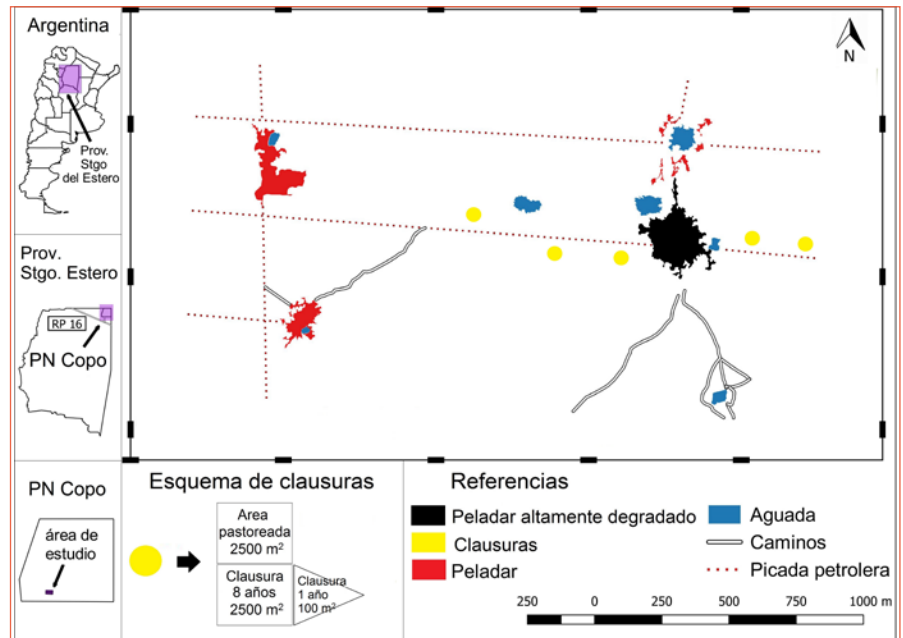 Argentina
Prov.
Stgo
del Estero
Prov.
Stgo. Estero
RP 16
PN Copo
PN Copo
área de
estudio
N
Esquema de clausuras
Area
pastoreada
2500 m²
Clausura
8 años
2500 m²
Clausura
1 año
100 m²
Referencias
Peladar altamente degradado
Clausuras
Peladar
Aguada
Caminos
Picada petrolera
250 0 250 500 750 1000 m